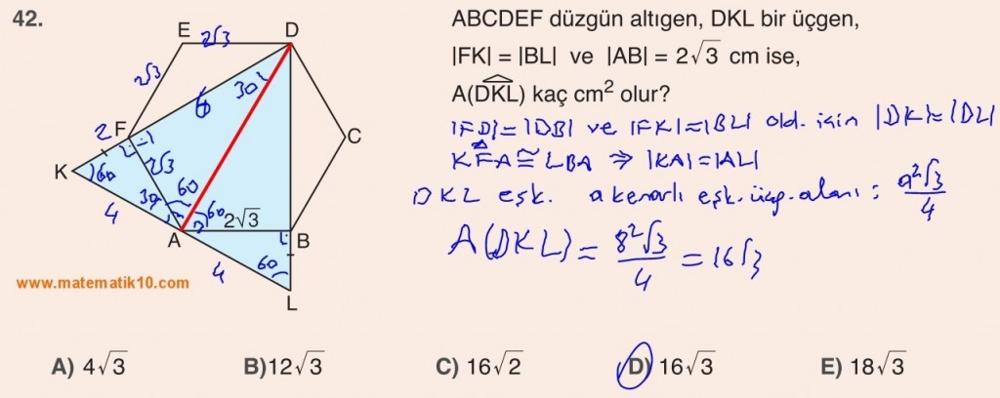 42.
ABCDEF düzgün altıgen, DKL bir üçgen,
|FK| = |BL| ve |AB| = 2√3 cm ise,
A(DKL) kaç cm² olur?
|FD|=|DB| ve |FK|=|BL| old. için |DK|=|DL|
KFA ≅ LBA ⇒ |KA|=|AL|
DKL eşk. a kenarlı eşk. üçg. alanı: a²√3/4
A(DKL) = 8²√3/4 = 16√3
E 2√3 D
2√3
30
6
2 F
C
K 60
2√3
60
30
4
60 2√3
A B
4
60
L
www.matematik10.com
A) 4√3 B) 12√3 C) 16√2 D) 16√3 E) 18√3